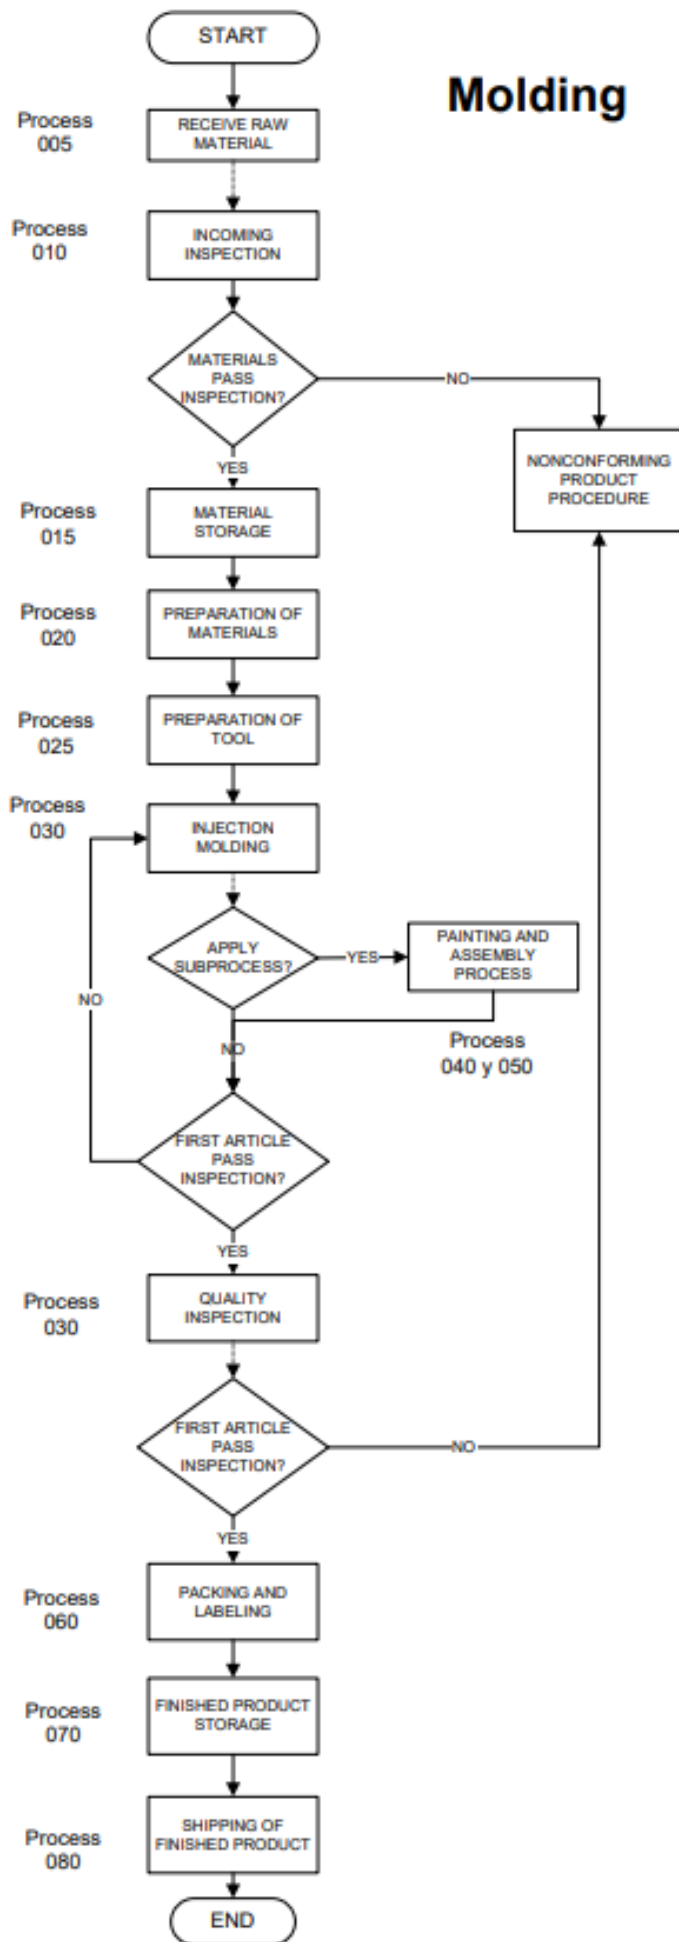 START
Molding
Process
005
RECEIVE RAW
MATERIAL
Process
010
INCOMING
INSPECTION
MATERIALS
PASS
INSPECTION?
NO
YES
NONCONFORMING
PRODUCT
PROCEDURE
Process
015
MATERIAL
STORAGE
Process
020
PREPARATION OF
MATERIALS
Process
025
PREPARATION OF
TOOL
Process
030
INJECTION
MOLDING
APPLY
SUBPROCESS?
YES
PAINTING AND
ASSEMBLY
PROCESS
Process
040 y 050
NO
NO
FIRST ARTICLE
PASS
INSPECTION?
YES
Process
030
QUALITY
INSPECTION
FIRST ARTICLE
PASS
INSPECTION?
NO
YES
Process
060
PACKING AND
LABELING
Process
070
FINISHED PRODUCT
STORAGE
Process
080
SHIPPING OF
FINISHED PRODUCT
END